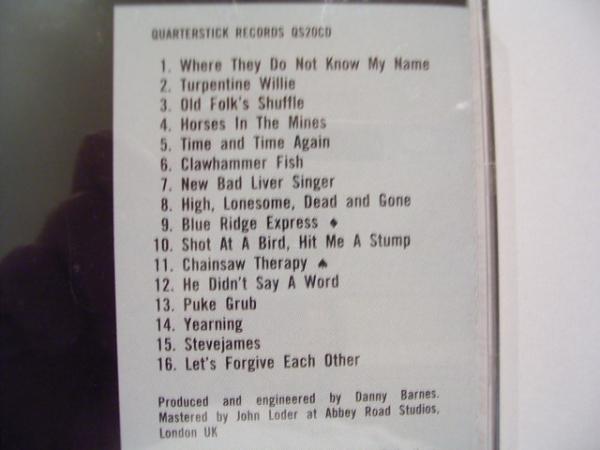 QUARTERSTICK RECORDS QS20CD
1. Where They Do Not Know My Name
2. Turpentine Willie
3. Old Folk's Shuffle
4. Horses In The Mines
5. Time and Time Again
6. Clawhammer Fish
7. New Bad Liver Singer
8. High, Lonesome, Dead and Gone
9. Blue Ridge Express ♠
10. Shot At A Bird, Hit Me A Stump
11. Chainsaw Therapy ♠
12. He Didn't Say A Word
13. Puke Grub
14. Yearning
15. Stevejames
16. Let's Forgive Each Other
Produced and engineered by Danny Barnes.
Mastered by John Loder at Abbey Road Studios,
London UK